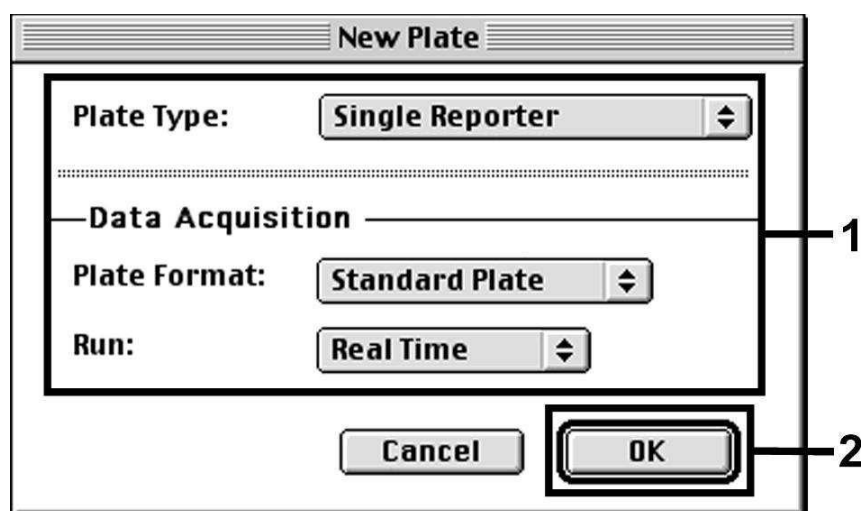 New Plate
Plate Type: Single Reporter
Data Acquisition
1
Plate Format: Standard Plate
Run: Real Time
Cancel OK 2